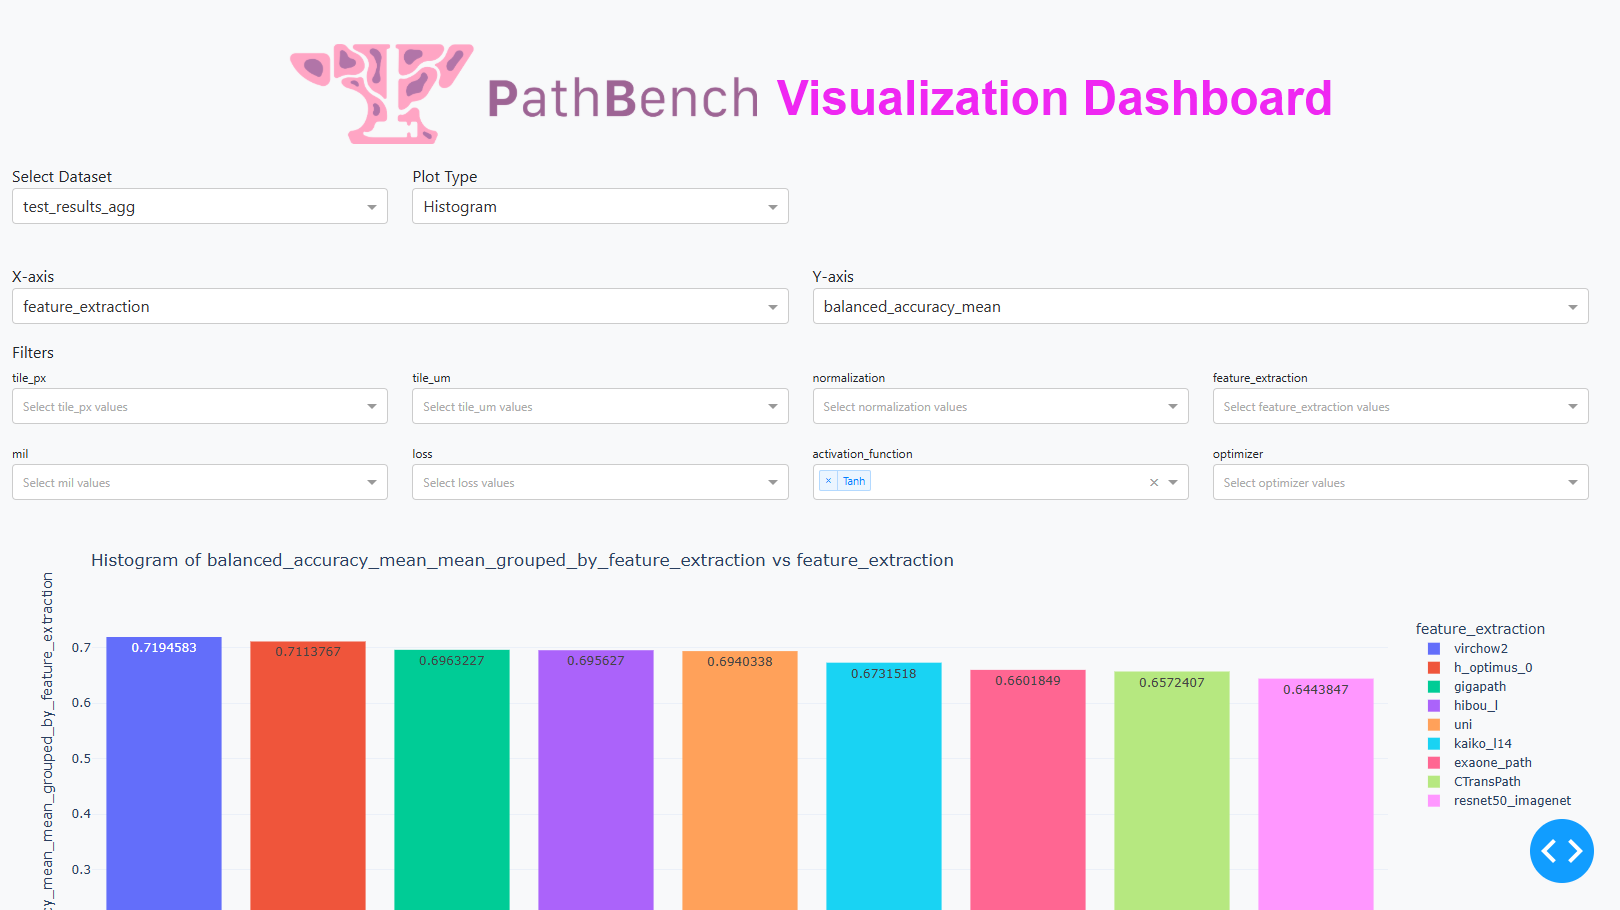 PathBench Visualization Dashboard
Select Dataset
Plot Type
test_results_agg
Histogram
X-axis
Y-axis
feature_extraction
balanced_accuracy_mean
Filters
tile_px
tile_um
normalization
feature_extraction
Select tile_px values
Select tile_um values
Select normalization values
Select feature_extraction values
mil
loss
activation_function
optimizer
Select mil values
Select loss values
× Tanh ×
Select optimizer values
Histogram of balanced_accuracy_mean_mean_grouped_by_feature_extraction vs feature_extraction
cy_mean_mean_grouped_by_feature_extraction
0.7
0.6
0.5
0.4
0.3
0.7194583
0.7113767
0.6963227
0.695627
0.6940338
0.6731518
0.6601849
0.6572407
0.6443847
feature_extraction
virchow2
h_optimus_0
gigapath
hibou_l
uni
kaiko_l14
exaone_path
CTransPath
resnet50_imagenet